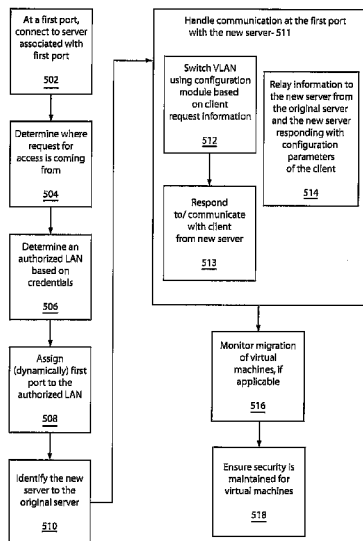 At a first port,
connect to server
associated with
first port
502
Determine where
request for
access is coming
from
504
Determine an
authorized LAN
based on
credentials
506
Assign
(dynamically) first
port to the
authorized LAN
508
Identify the new
server to the
original server
510
Handle communication at the first port
with the new server- 511
Switch VLAN
using configuration
module based on
client
request information
512
Respond
to/ communicate
with client
from new server
513
Relay information to
the new server from
the original server
and the new server
responding with
configuration
parameters
of the client
514
Monitor migration
of virtual
machines, if
applicable
516
Ensure security is
maintained for
virtual machines
518